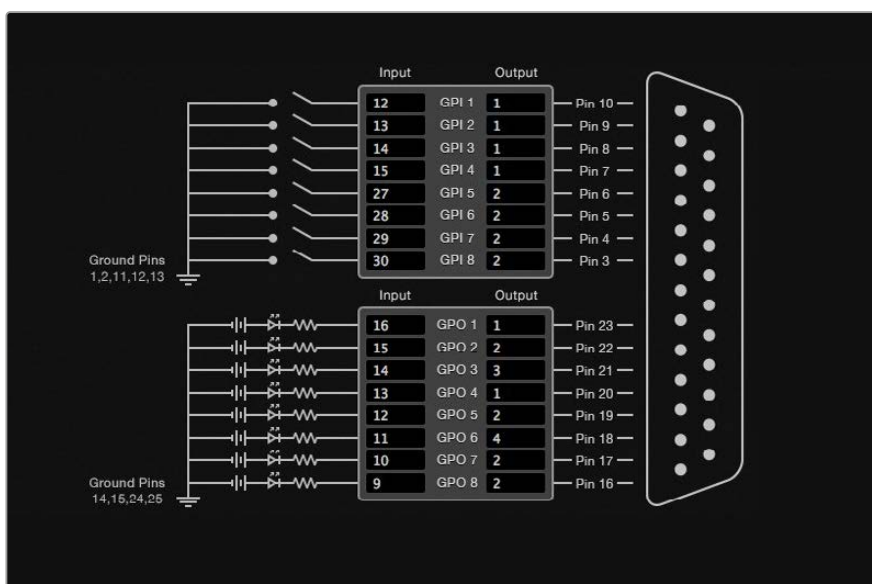 Input Output
12 GPI 1 1 Pin 10
13 GPI 2 1 Pin 9
14 GPI 3 1 Pin 8
15 GPI 4 1 Pin 7
27 GPI 5 2 Pin 6
28 GPI 6 2 Pin 5
29 GPI 7 2 Pin 4
Ground Pins 30 GPI 8 2 Pin 3
1,2,11,12,13
Input Output
16 GPO 1 1 Pin 23
15 GPO 2 2 Pin 22
14 GPO 3 3 Pin 21
13 GPO 4 1 Pin 20
12 GPO 5 2 Pin 19
11 GPO 6 4 Pin 18
10 GPO 7 2 Pin 17
Ground Pins 9 GPO 8 2 Pin 16
14,15,24,25